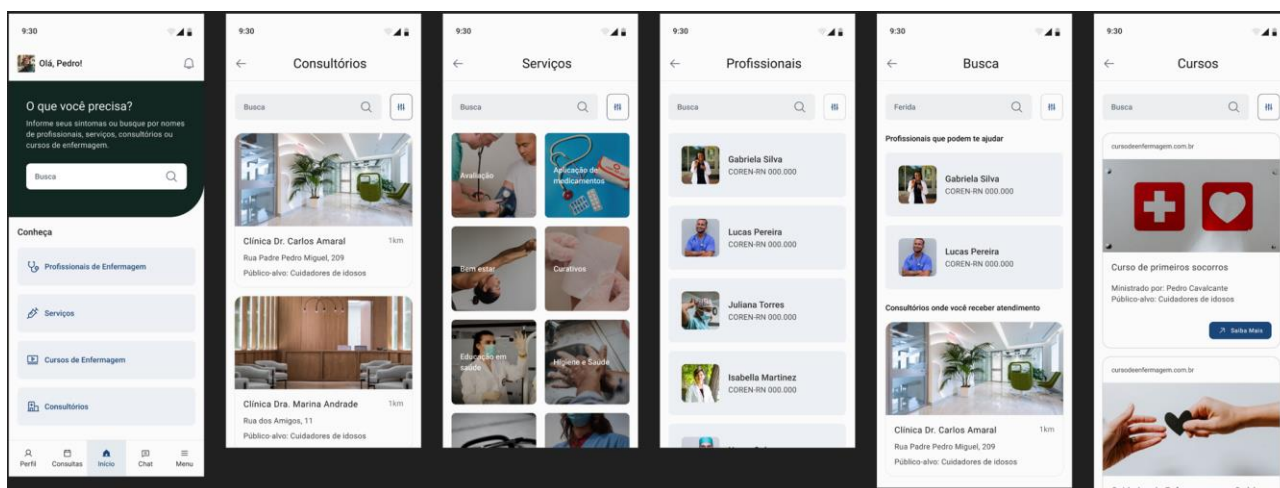 9:30
Olá, Pedro!
O que você precisa?
Informe seus sintomas ou busque por nomes
de profissionais, serviços, consultórios ou
cursos de enfermagem.
Busca
Conheça
Profissionais de Enfermagem
Serviços
Cursos de Enfermagem
Consultórios
Perfil
Consultas
Início
Chat
Menu
9:30
Consultórios
Busca
Clínica Dr. Carlos Amaral 1km
Rua Padre Pedro Miguel, 209
Público-alvo: Cuidadores de idosos
Clínica Dra. Marina Andrade 1km
Rua dos Amigos, 11
Público-alvo: Cuidadores de idosos
9:30
Serviços
Busca
Avaliação
Aplicação de
medicamentos
Bem estar
Curativos
Educação em
saúde
Higiene e Saúde
9:30
Profissionais
Busca
Gabriela Silva
COREN-RN 000.000
Lucas Pereira
COREN-RN 000.000
Juliana Torres
COREN-RN 000.000
Isabella Martinez
COREN-RN 000.000
9:30
Busca
Ferida
Profissionais que podem te ajudar
Gabriela Silva
COREN-RN 000.000
Lucas Pereira
COREN-RN 000.000
Consultórios onde você receber atendimento
Clínica Dr. Carlos Amaral 1km
Rua Padre Pedro Miguel, 209
Público-alvo: Cuidadores de idosos
9:30
Cursos
Busca
cursodeenfermagem.com.br
Curso de primeiros socorros
Ministrado por: Pedro Cavalcante
Público-alvo: Cuidadores de idosos
Saiba Mais
cursodeenfermagem.com.br